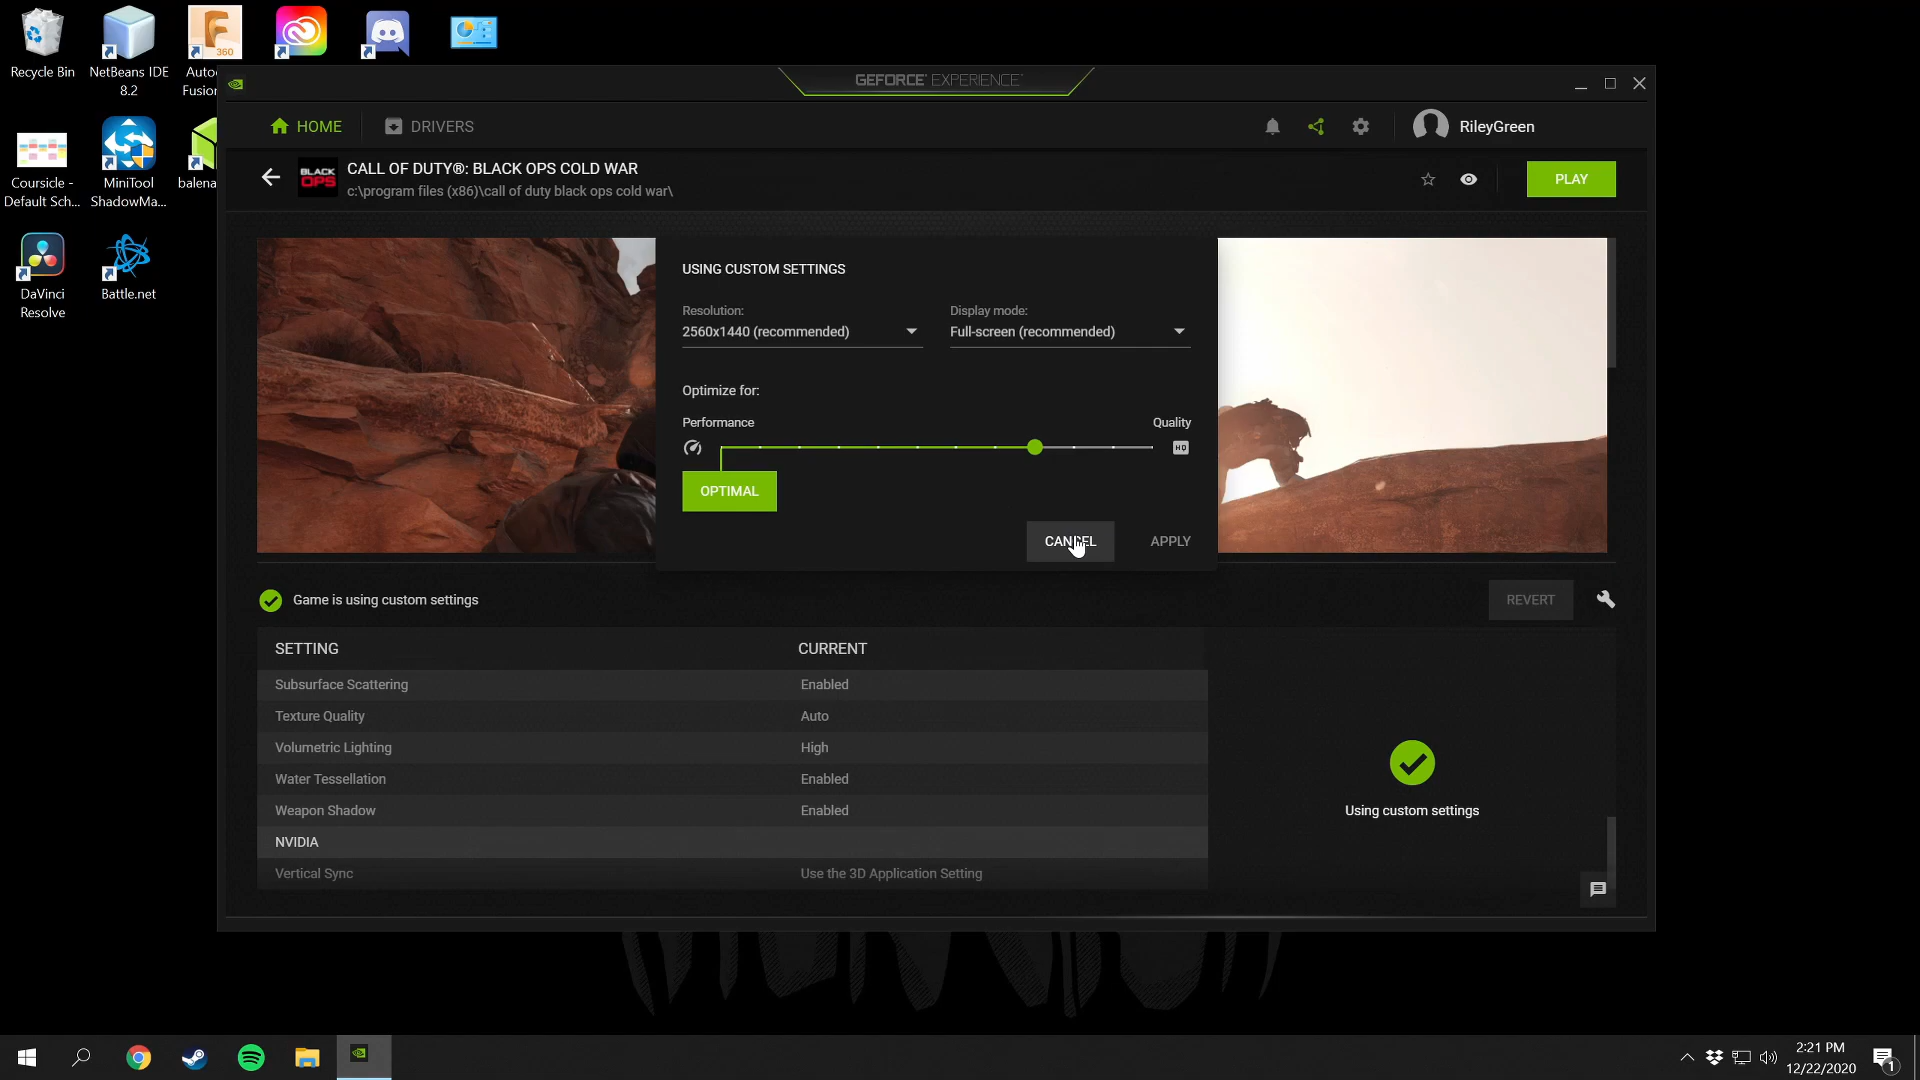 Recycle Bin
NetBeans IDE
8.2
Auto
Fusion
360
Coursicle -
Default Sch...
MiniTool
ShadowMa...
balena
DaVinci
Resolve
Battle.net
GEFORCE EXPERIENCE
HOME
DRIVERS
RileyGreen
BLACK
OPS
CALL OF DUTY®: BLACK OPS COLD WAR
c:\program files (x86)\call of duty black ops cold war\
PLAY
USING CUSTOM SETTINGS
Resolution:
2560x1440 (recommended)
Display mode:
Full-screen (recommended)
Optimize for:
Performance
Quality
HQ
OPTIMAL
CANCEL
APPLY
Game is using custom settings
REVERT
SETTING
CURRENT
Subsurface Scattering
Enabled
Texture Quality
Auto
Volumetric Lighting
High
Water Tessellation
Enabled
Weapon Shadow
Enabled
NVIDIA
Vertical Sync
Use the 3D Application Setting
Using custom settings
2:21 PM
12/22/2020
1